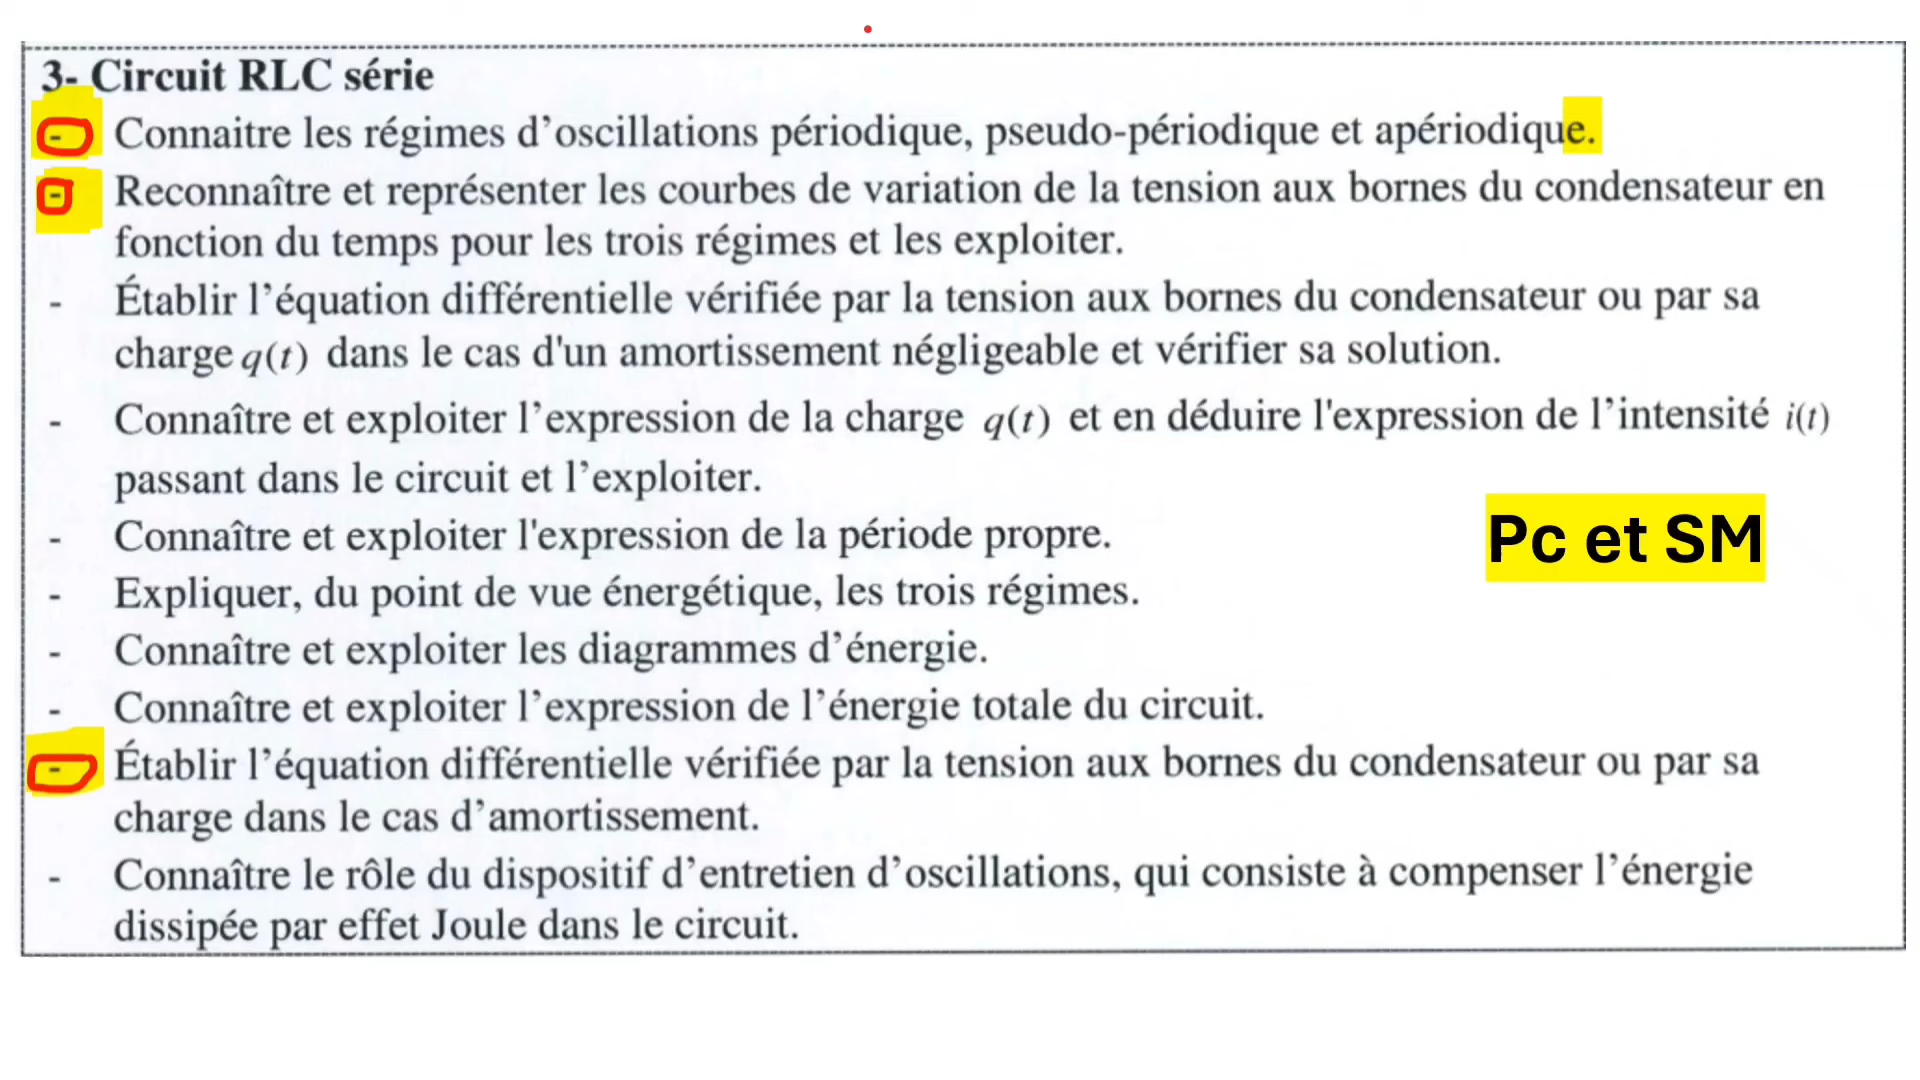 3- Circuit RLC série
- Connaitre les régimes d’oscillations périodique, pseudo-périodique et apériodique.
- Reconnaître et représenter les courbes de variation de la tension aux bornes du condensateur en
fonction du temps pour les trois régimes et les exploiter.
- Établir l’équation différentielle vérifiée par la tension aux bornes du condensateur ou par sa
charge q(t) dans le cas d'un amortissement négligeable et vérifier sa solution.
- Connaître et exploiter l’expression de la charge q(t) et en déduire l'expression de l’intensité i(t)
passant dans le circuit et l’exploiter.
- Connaître et exploiter l'expression de la période propre.
Pc et SM
- Expliquer, du point de vue énergétique, les trois régimes.
- Connaître et exploiter les diagrammes d’énergie.
- Connaître et exploiter l’expression de l’énergie totale du circuit.
- Établir l’équation différentielle vérifiée par la tension aux bornes du condensateur ou par sa
charge dans le cas d’amortissement.
- Connaître le rôle du dispositif d’entretien d’oscillations, qui consiste à compenser l’énergie
dissipée par effet Joule dans le circuit.